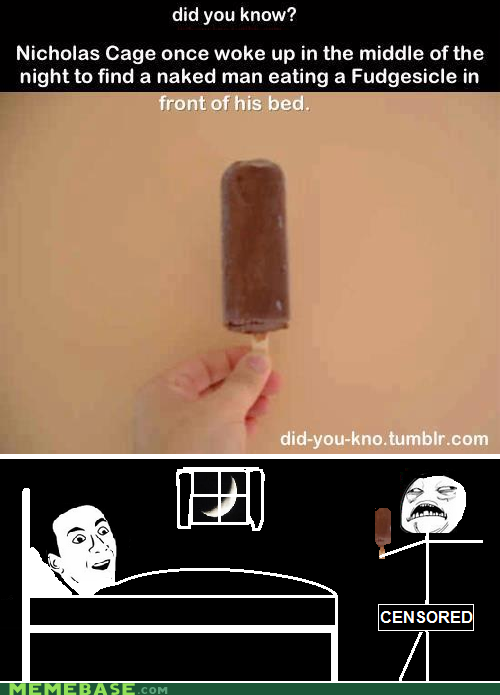 did you know?
Nicholas Cage once woke up in the middle of the
night to find a naked man eating a Fudgesicle in
front of his bed.
did-you-kno.tumblr.com
CENSORED
MEMEBASE.COM